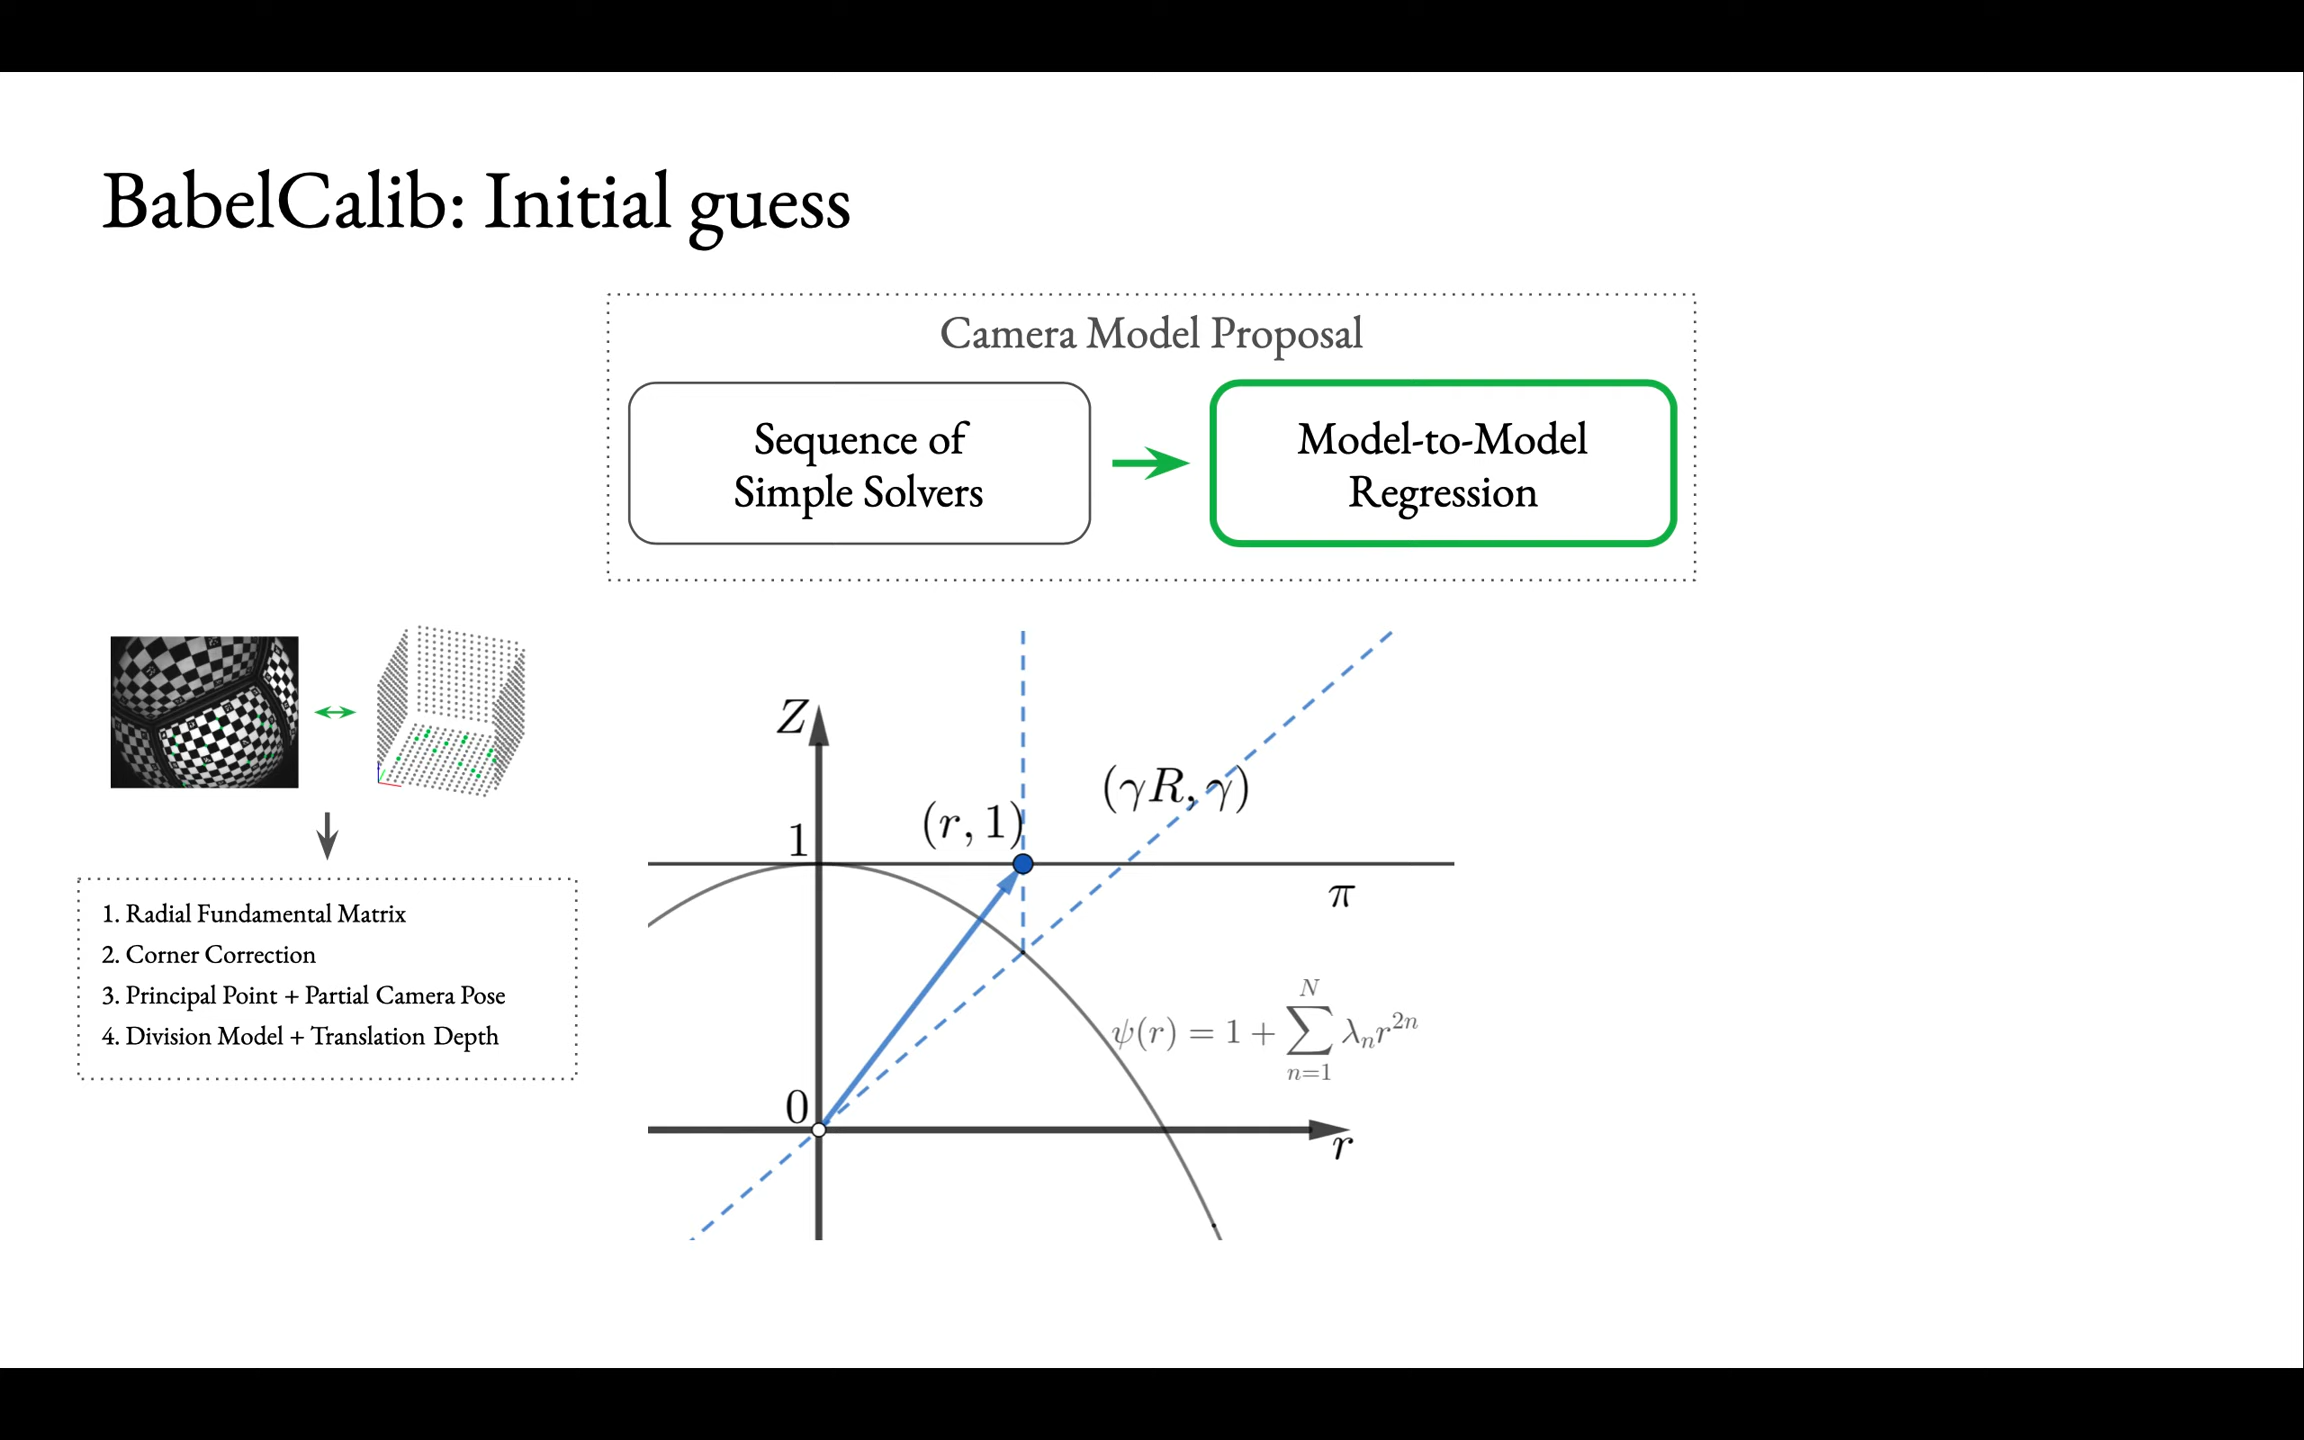 BabelCalib: Initial guess
Camera Model Proposal
Sequence of
Simple Solvers
Model-to-Model
Regression
1. Radial Fundamental Matrix
2. Corner Correction
3. Principal Point + Partial Camera Pose
4. Division Model + Translation Depth
Z
(γR, γ)
(r, 1)
1
π
ψ(r) = 1 + ∑_{n=1}^{N} λ_n r^{2n}
0
r